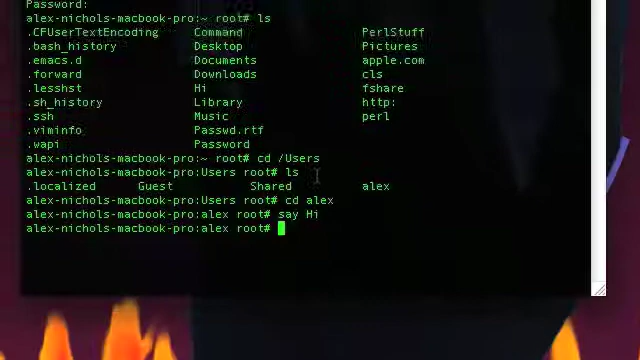 Password:
alex-nichols-macbook-pro:~ root# ls
.CFUserTextEncoding Command PerlStuff
.bash_history Desktop Pictures
.emacs.d Documents apple.com
.forward Downloads cls
.lesshst Hi fshare
.sh_history Library http:
.ssh Music perl
.viminfo Passwd.rtf
.wapi Password
alex-nichols-macbook-pro:~ root# cd /Users
alex-nichols-macbook-pro:Users root# ls
.localized Guest Shared alex
alex-nichols-macbook-pro:Users root# cd alex
alex-nichols-macbook-pro:alex root# say Hi
alex-nichols-macbook-pro:alex root#